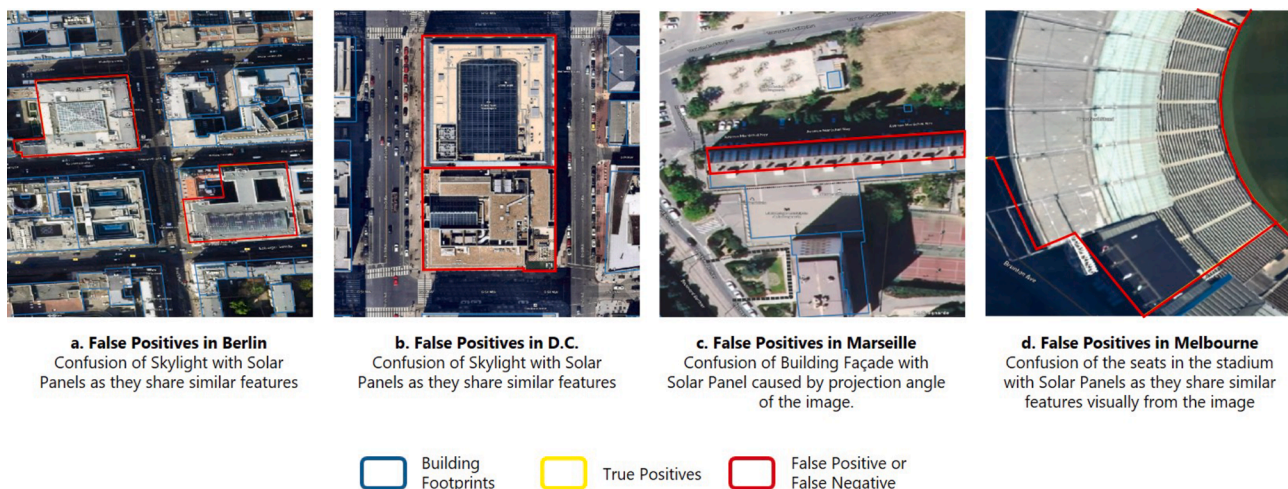 a. False Positives in Berlin
Confusion of Skylight with Solar
Panels as they share similar features
b. False Positives in D.C.
Confusion of Skylight with Solar
Panels as they share similar features
c. False Positives in Marseille
Confusion of Building Façade with
Solar Panel caused by projection angle
of the image.
d. False Positives in Melbourne
Confusion of the seats in the stadium
with Solar Panels as they share similar
features visually from the image
Building
Footprints
True Positives
False Positive or
False Negative